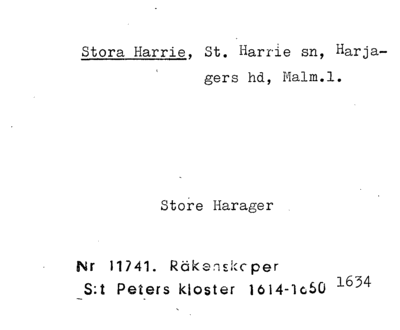 Stora Harrie, St. Harrie sn, Harja-
gers hd, Malm.l.
Store Harager
Nr 11741. Räkenskaper
S:t Peters kloster 1614-1650 1634